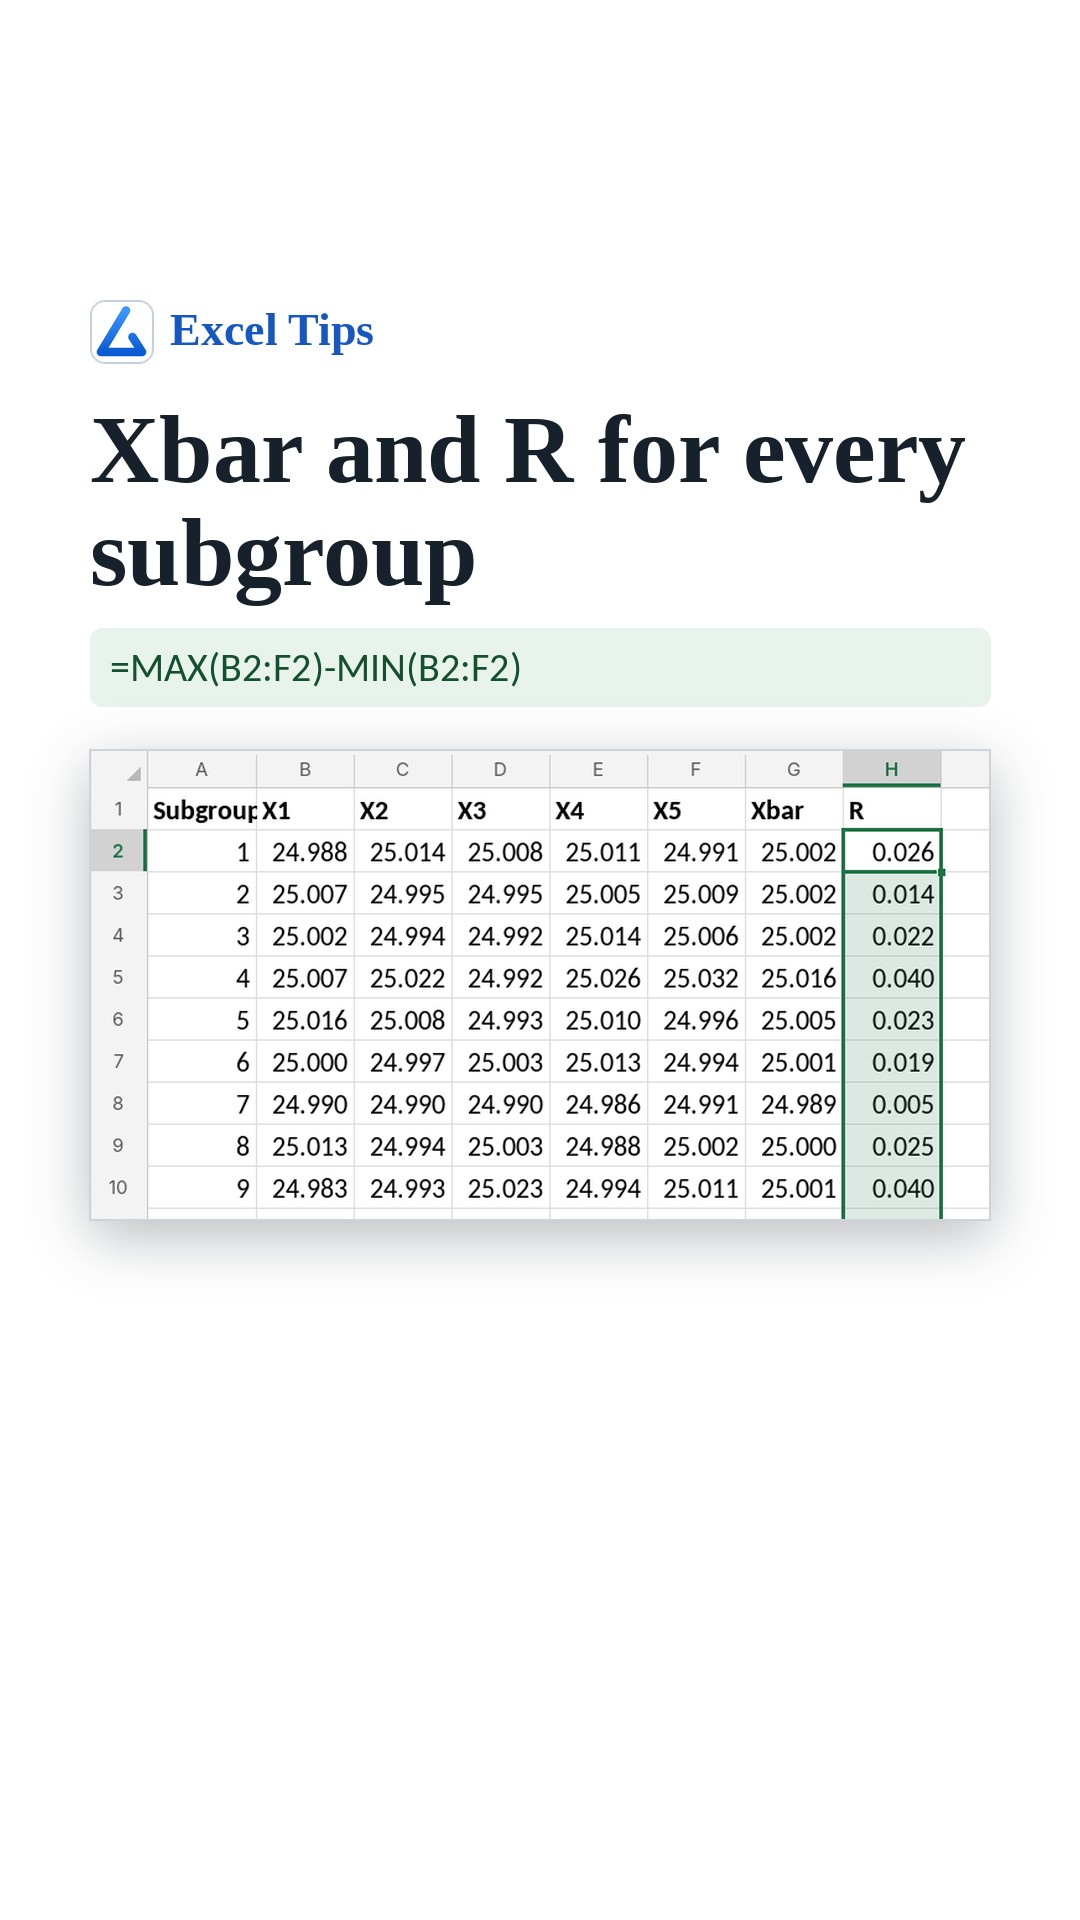 Excel Tips
Xbar and R for every
subgroup
=MAX(B2:F2)-MIN(B2:F2)
A B C D E F G H
1 Subgroup X1 X2 X3 X4 X5 Xbar R
2 1 24.988 25.014 25.008 25.011 24.991 25.002 0.026
3 2 25.007 24.995 24.995 25.005 25.009 25.002 0.014
4 3 25.002 24.994 24.992 25.014 25.006 25.002 0.022
5 4 25.007 25.022 24.992 25.026 25.032 25.016 0.040
6 5 25.016 25.008 24.993 25.010 24.996 25.005 0.023
7 6 25.000 24.997 25.003 25.013 24.994 25.001 0.019
8 7 24.990 24.990 24.990 24.986 24.991 24.989 0.005
9 8 25.013 24.994 25.003 24.988 25.002 25.000 0.025
10 9 24.983 24.993 25.023 24.994 25.011 25.001 0.040